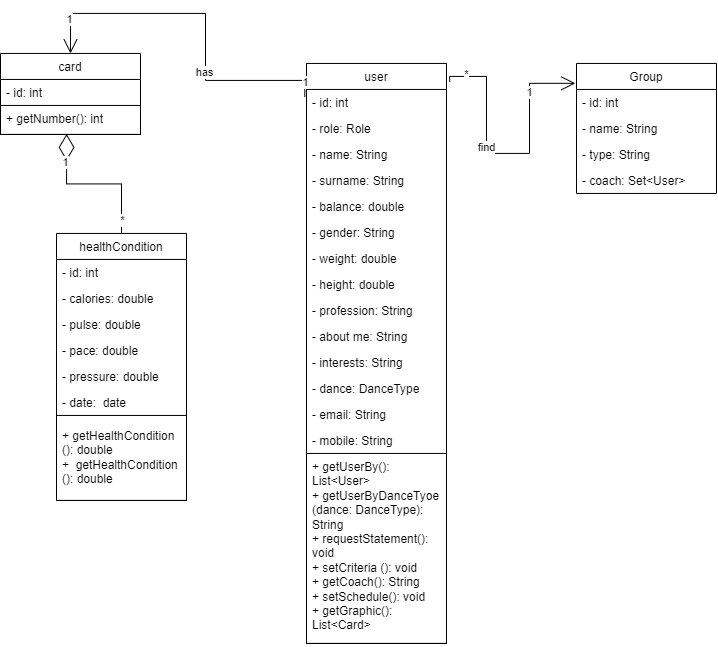 1
card
- id: int
+ getNumber(): int
1
*
healthCondition
- id: int
- calories: double
- pulse: double
- pace: double
- pressure: double
- date:  date
+ getHealthCondition
(): double
+  getHealthCondition
(): double
has
1
user
- id: int
- role: Role
- name: String
- surname: String
- balance: double
- gender: String
- weight: double
- height: double
- profession: String
- about me: String
- interests: String
- dance: DanceType
- email: String
- mobile: String
+ getUserBy():
List<User>
+ getUserByDanceTyoe
(dance: DanceType):
String
+ requestStatement():
void
+ setCriteria (): void
+ getCoach(): String
+ setSchedule(): void
+ getGraphic():
List<Card>
*
find
1
Group
- id: int
- name: String
- type: String
- coach: Set<User>